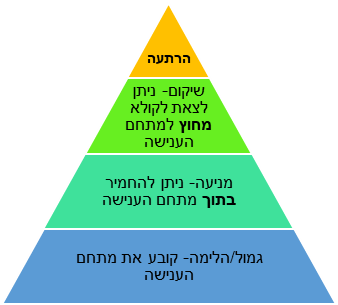 הרתעה
שיקום- ניתן
לצאת לקולא
מחוץ למתחם
הענישה
מניעה- ניתן להחמיר
בתוך מתחם הענישה
גמול/הלימה- קובע את מתחם
הענישה